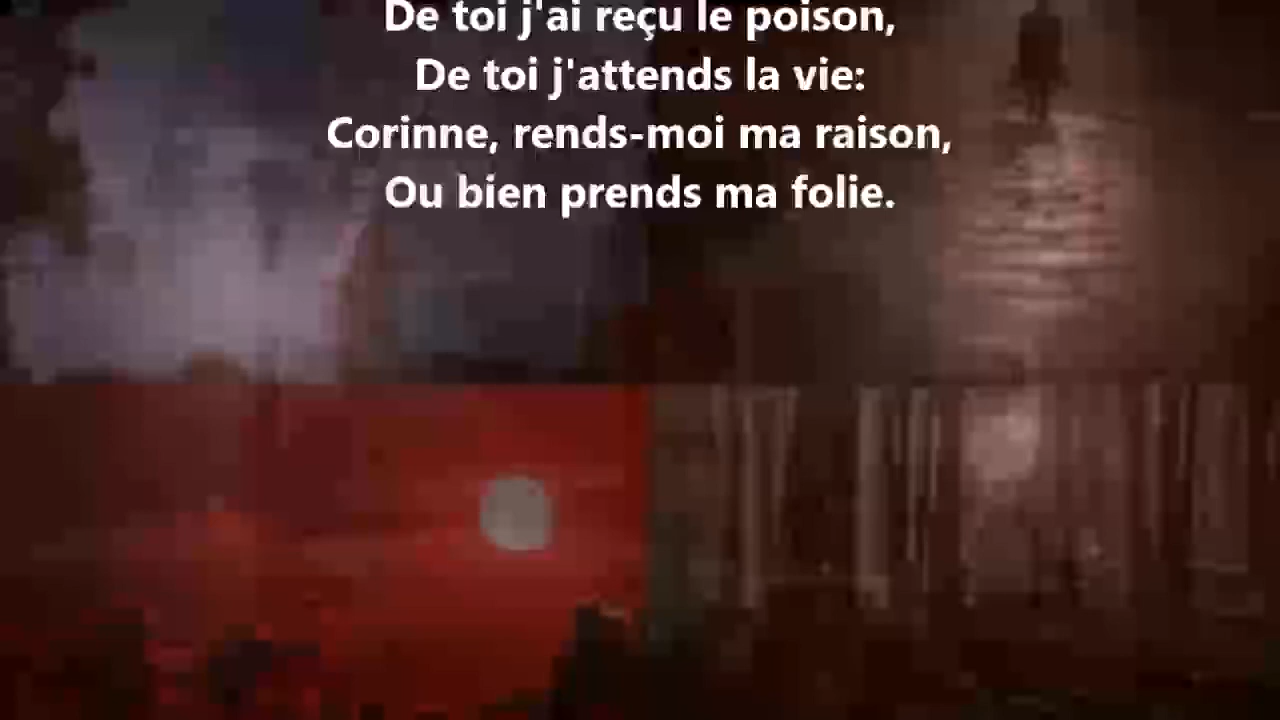 De toi j'ai reçu le poison,
De toi j'attends la vie:
Corinne, rends-moi ma raison,
Ou bien prends ma folie.